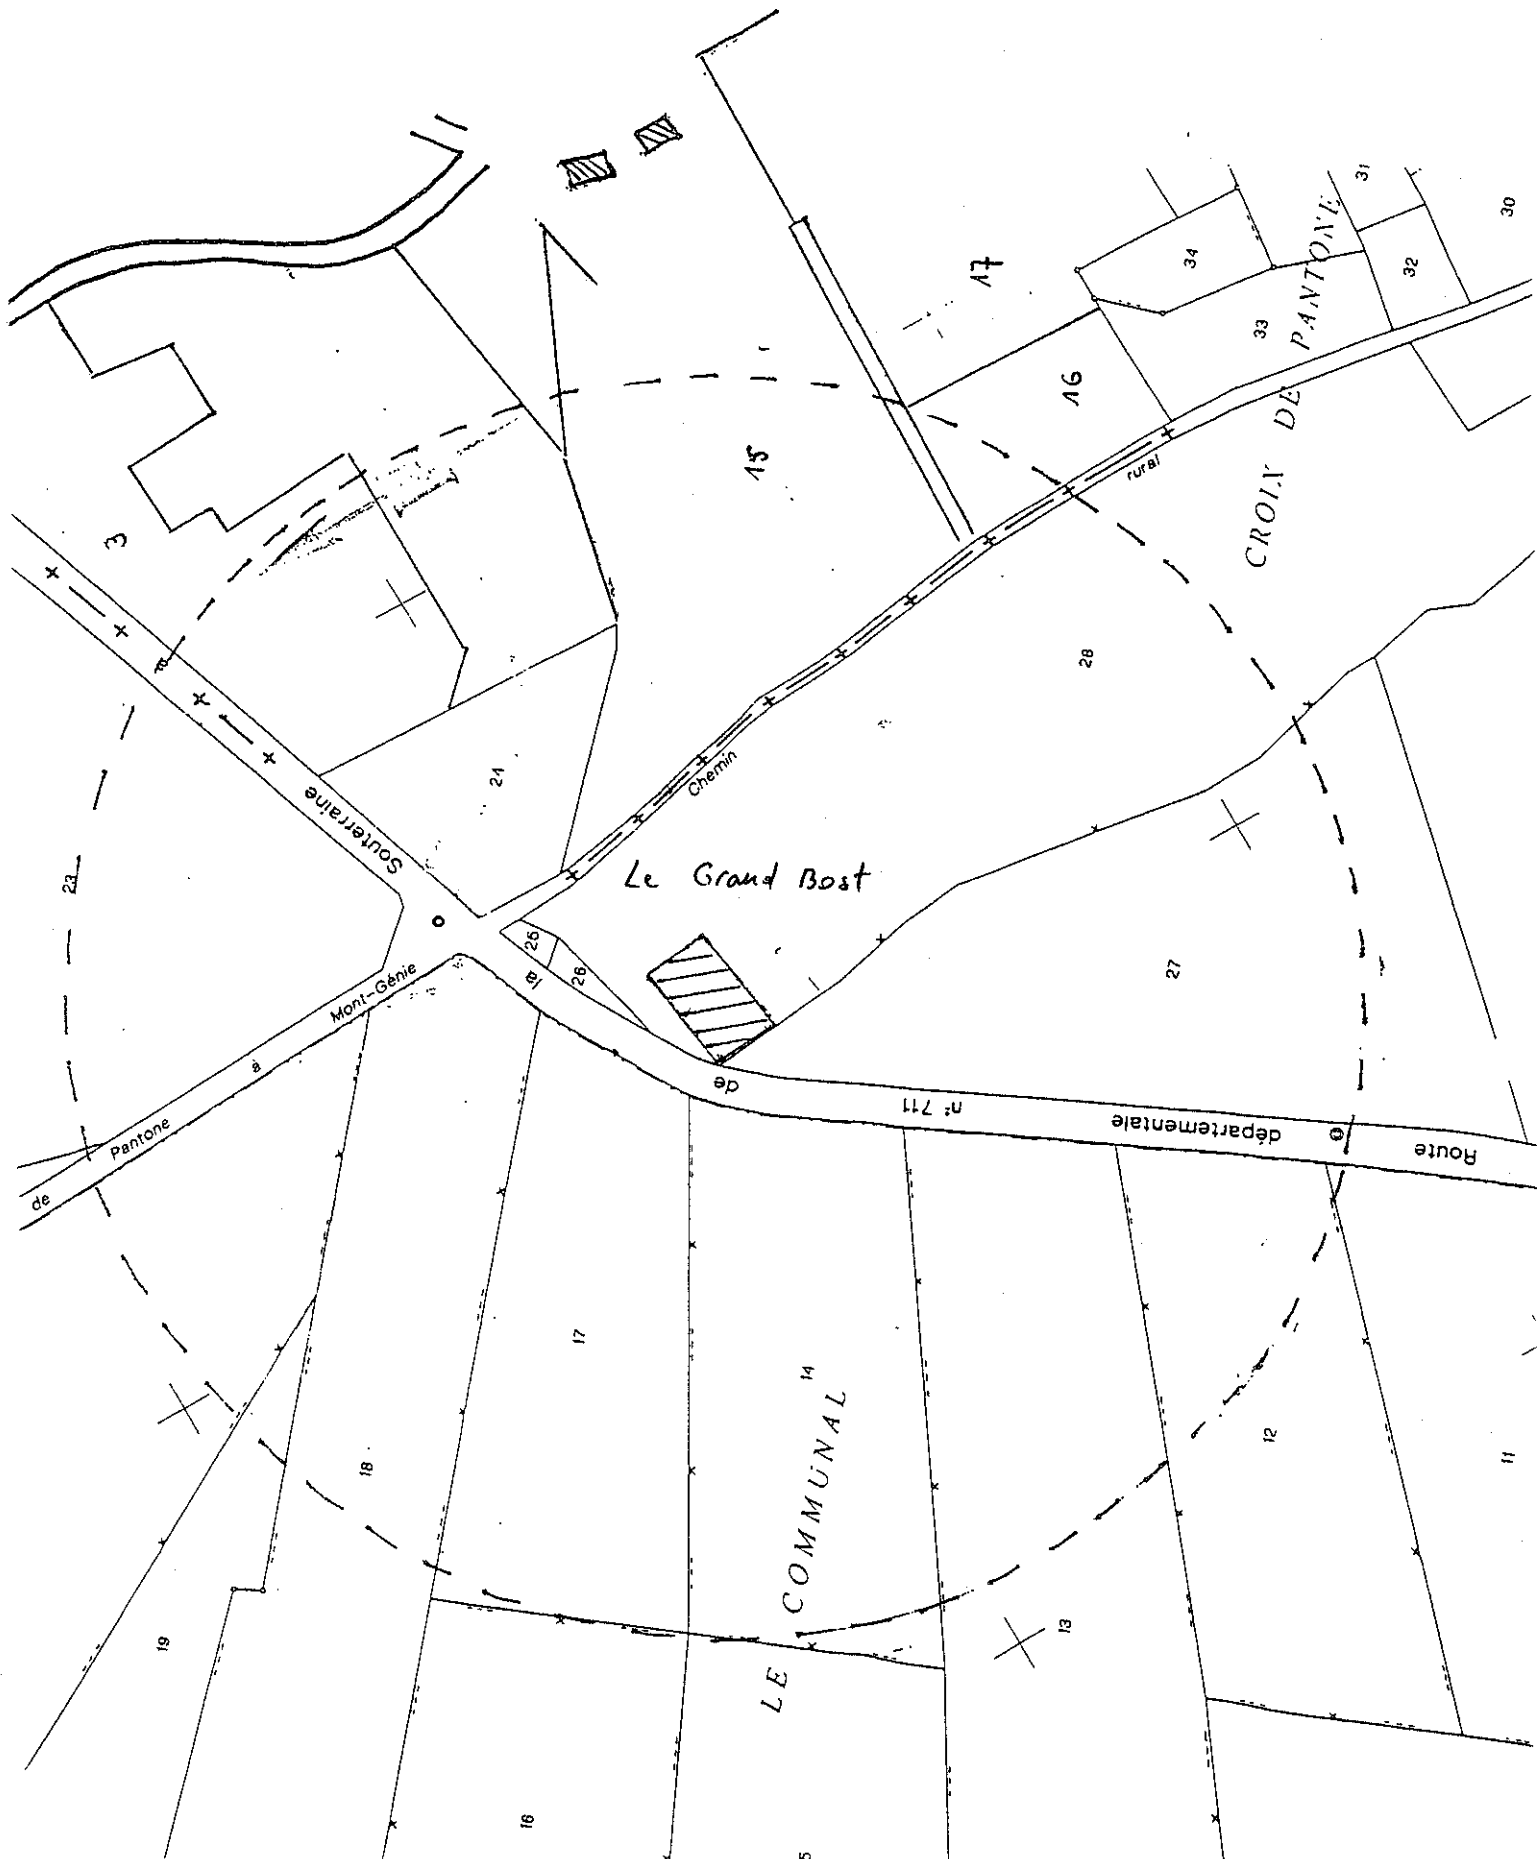 31
30
34
32
17
33
CROIX DE PANTONE
16
15
rural
3
28
21
Chemin
Souterraine
Le Grand Bost
23
25
26
27
la
Mont-Génie
à
Pantone
de
de
Route départementale n° 711
17
14
12
11
18
LE COMMUNAL
13
19
16